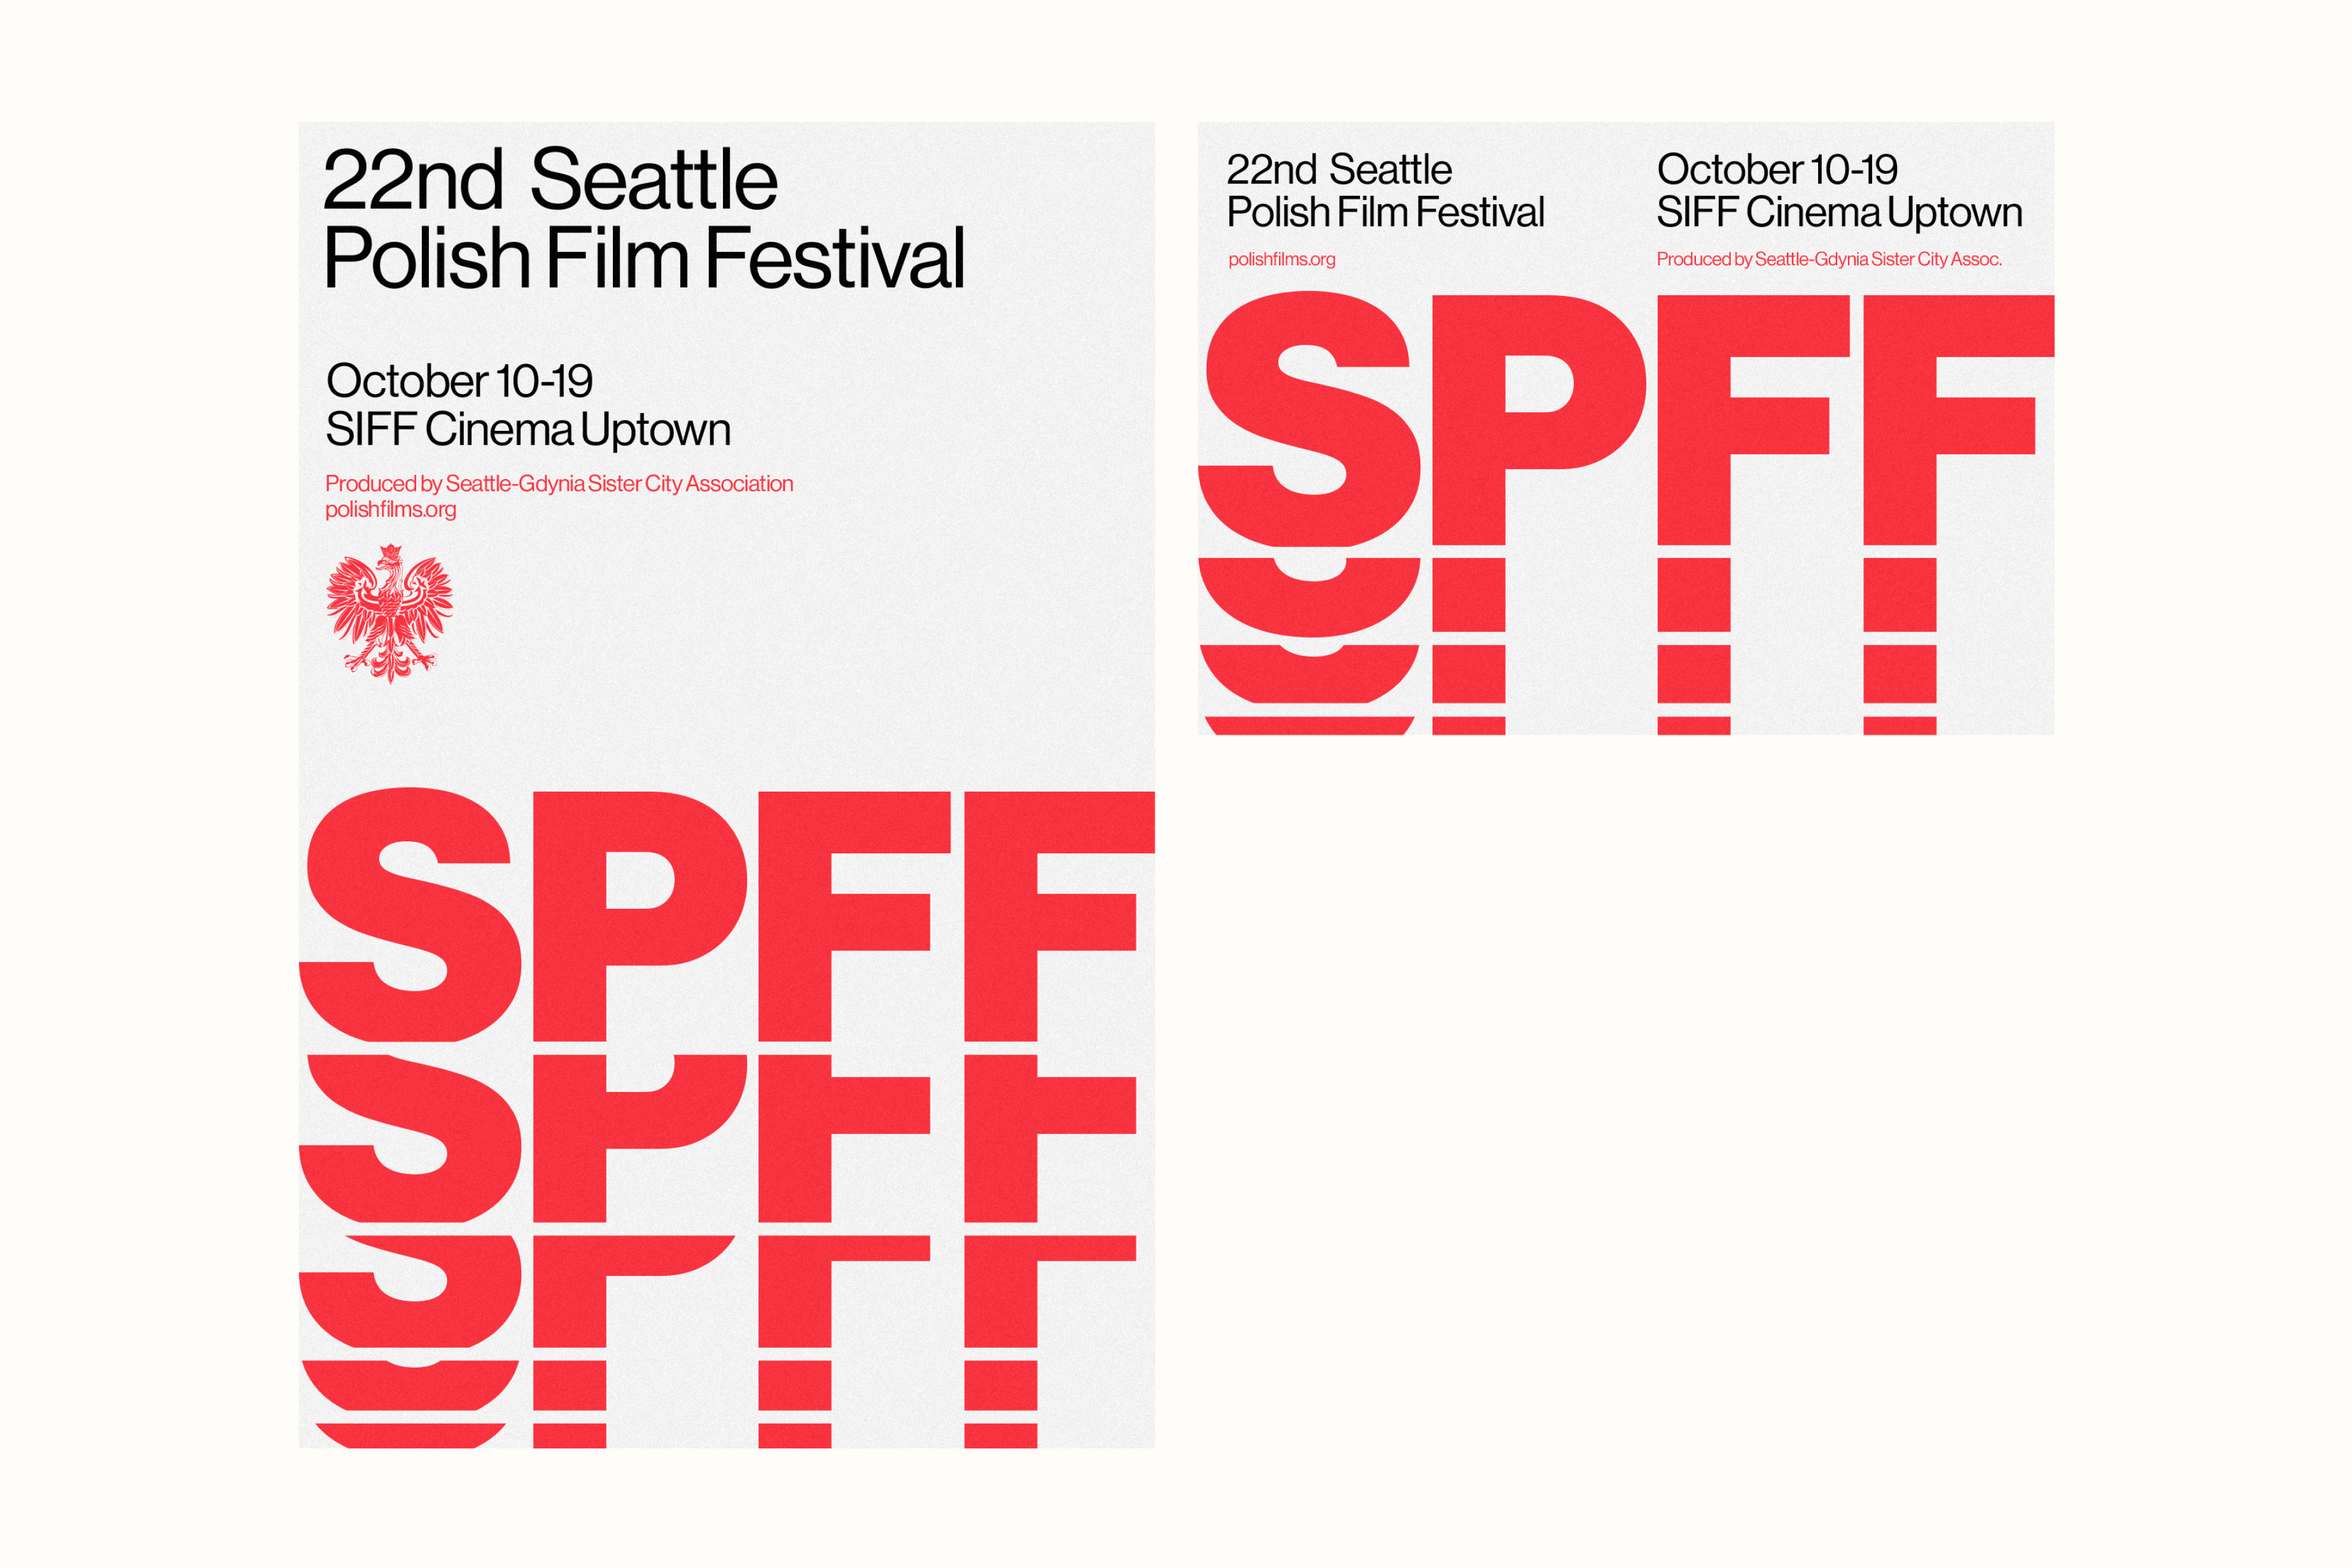 22nd Seattle
Polish Film Festival
October 10-19
SIFF Cinema Uptown
Produced by Seattle-Gdynia Sister City Association
polishfilms.org
SPFF
SPFF
SPFF
22nd Seattle
Polish Film Festival
polishfilms.org
October 10-19
SIFF Cinema Uptown
Produced by Seattle-Gdynia Sister City Assoc.
SPFF